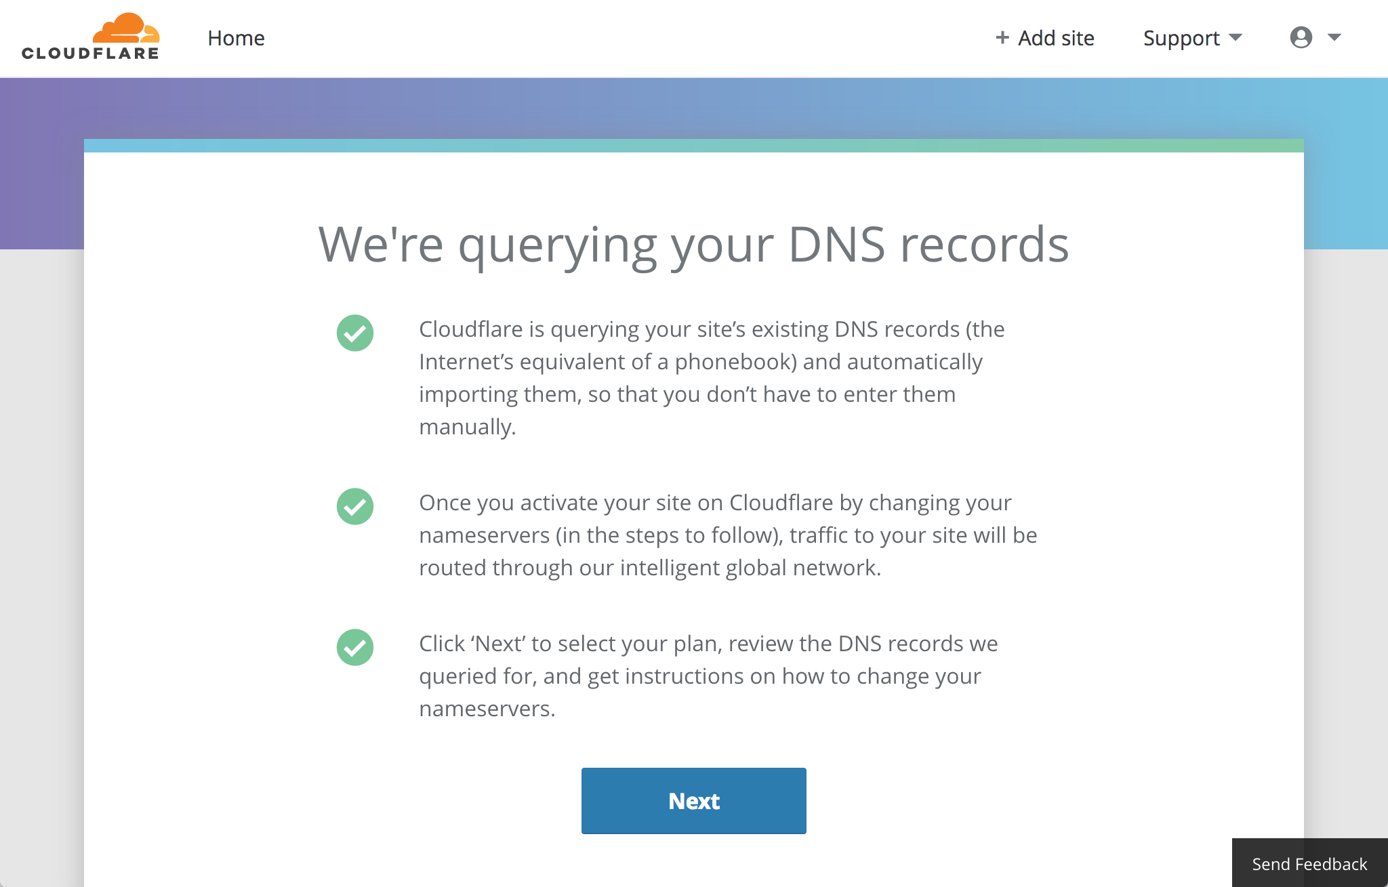 CLOUDFLARE
Home
+ Add site
Support
We're querying your DNS records
Cloudflare is querying your site’s existing DNS records (the
Internet’s equivalent of a phonebook) and automatically
importing them, so that you don’t have to enter them
manually.
Once you activate your site on Cloudflare by changing your
nameservers (in the steps to follow), traffic to your site will be
routed through our intelligent global network.
Click ‘Next’ to select your plan, review the DNS records we
queried for, and get instructions on how to change your
nameservers.
Next
Send Feedback